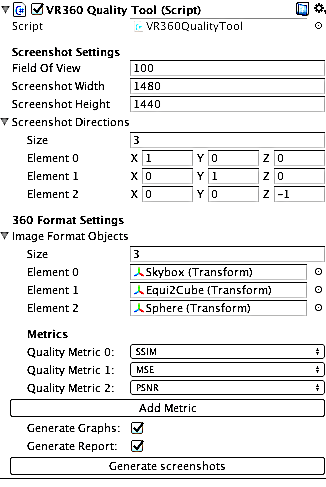 VR360 Quality Tool (Script)
Script VR360QualityTool
Screenshot Settings
Field Of View 100
Screenshot Width 1480
Screenshot Height 1440
Screenshot Directions
Size 3
Element 0 X 1 Y 0 Z 0
Element 1 X 0 Y 1 Z 0
Element 2 X 0 Y 0 Z -1
360 Format Settings
Image Format Objects
Size 3
Element 0 Skybox (Transform)
Element 1 Equi2Cube (Transform)
Element 2 Sphere (Transform)
Metrics
Quality Metric 0: SSIM
Quality Metric 1: MSE
Quality Metric 2: PSNR
Add Metric
Generate Graphs:
Generate Report:
Generate screenshots